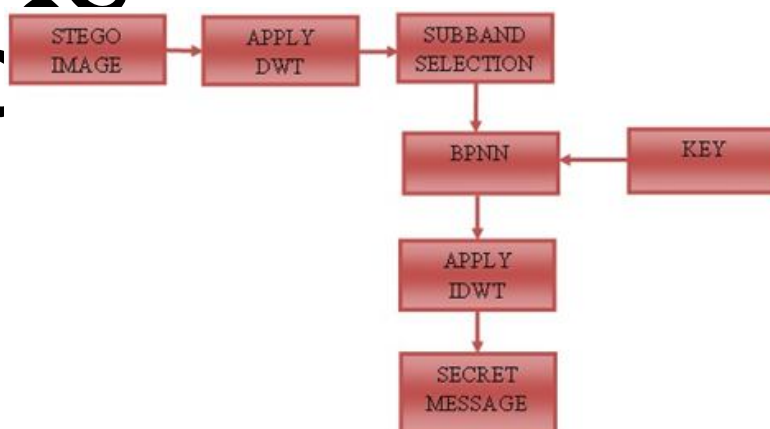 STEGO
IMAGE
APPLY
DWT
SUBBAND
SELECTION
BPNN
KEY
APPLY
IDWT
SECRET
MESSAGE